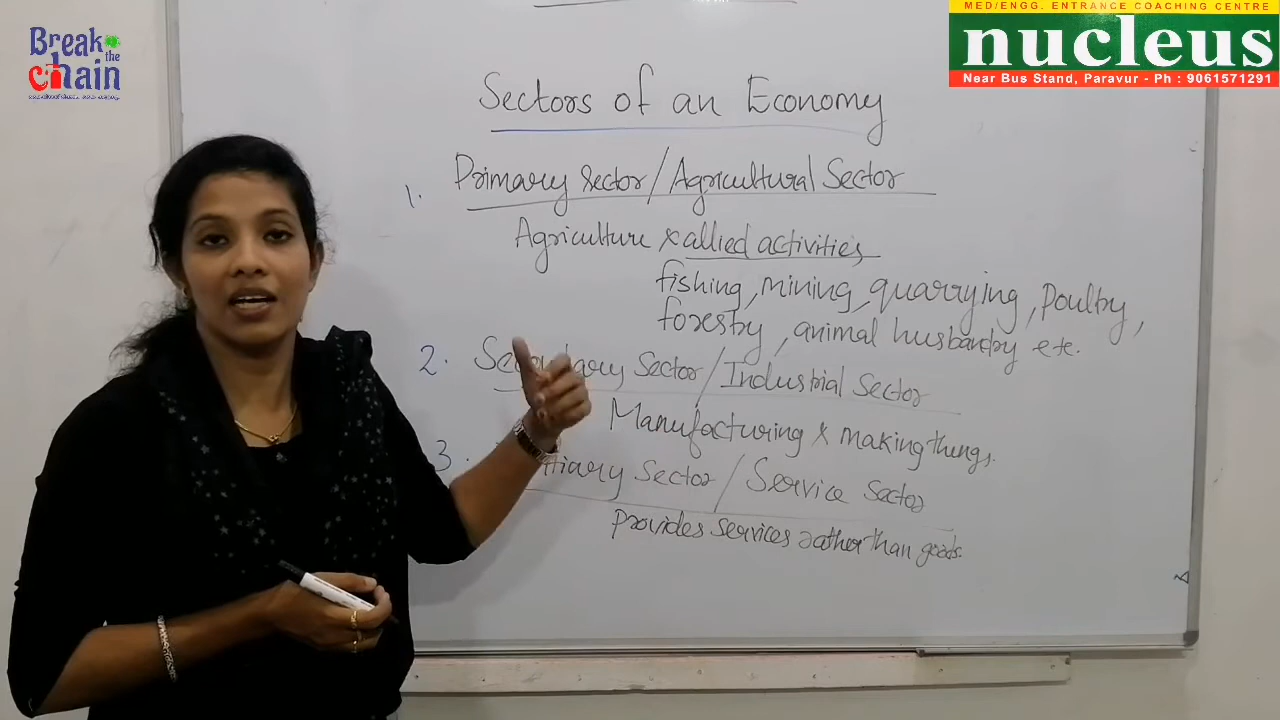 MED/ENGG. ENTRANCE COACHING CENTRE
nucleus
Near Bus Stand, Paravur - Ph : 9061571291
Break
the
chain
Sectors of an Economy
1. Primary Sector/Agricultural Sector
Agriculture & allied activities
fishing, mining, quarrying, Poultry,
forestry, animal husbandry etc.
2. Secondary Sector/Industrial Sector
Manufacturing & making things.
3. Tertiary Sector/Service Sector
Provides services rather than goods.